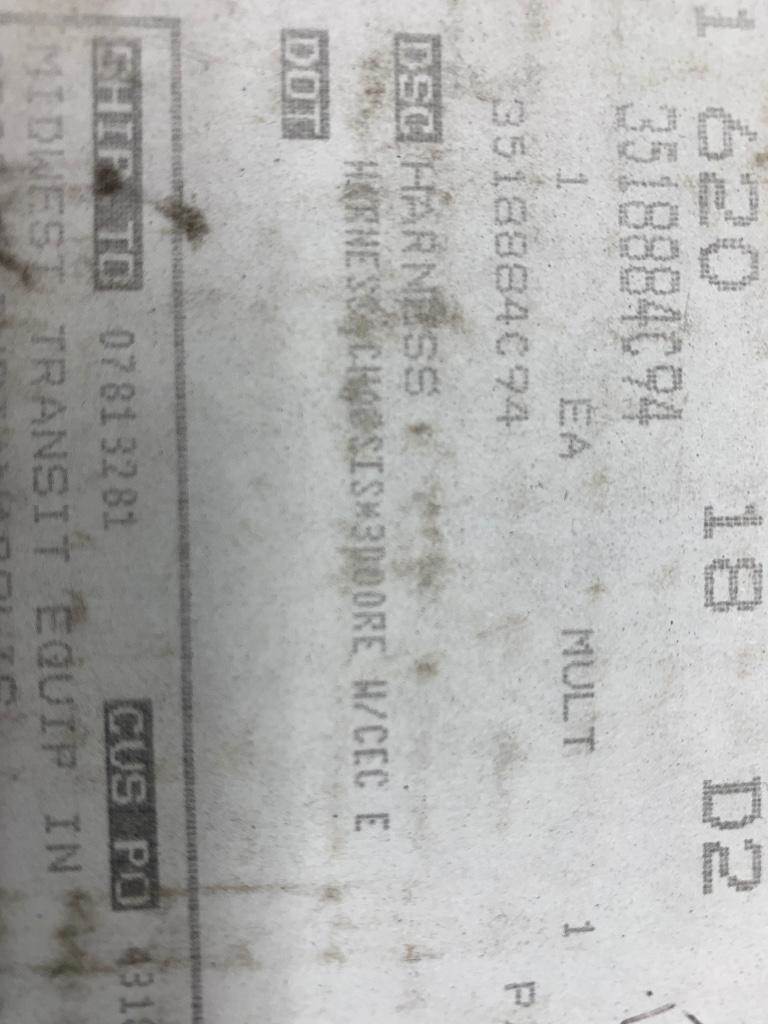 1 620 18 D2
3518884C94
1 EA MULT 1
3518884C94 P
DSC HARNESS
HARNESS,CHASSIS*3000RE W/CEC E
DOT
SHIP TO 07813281 CUS PO 4318
MIDWEST TRANSIT EQUIP IN